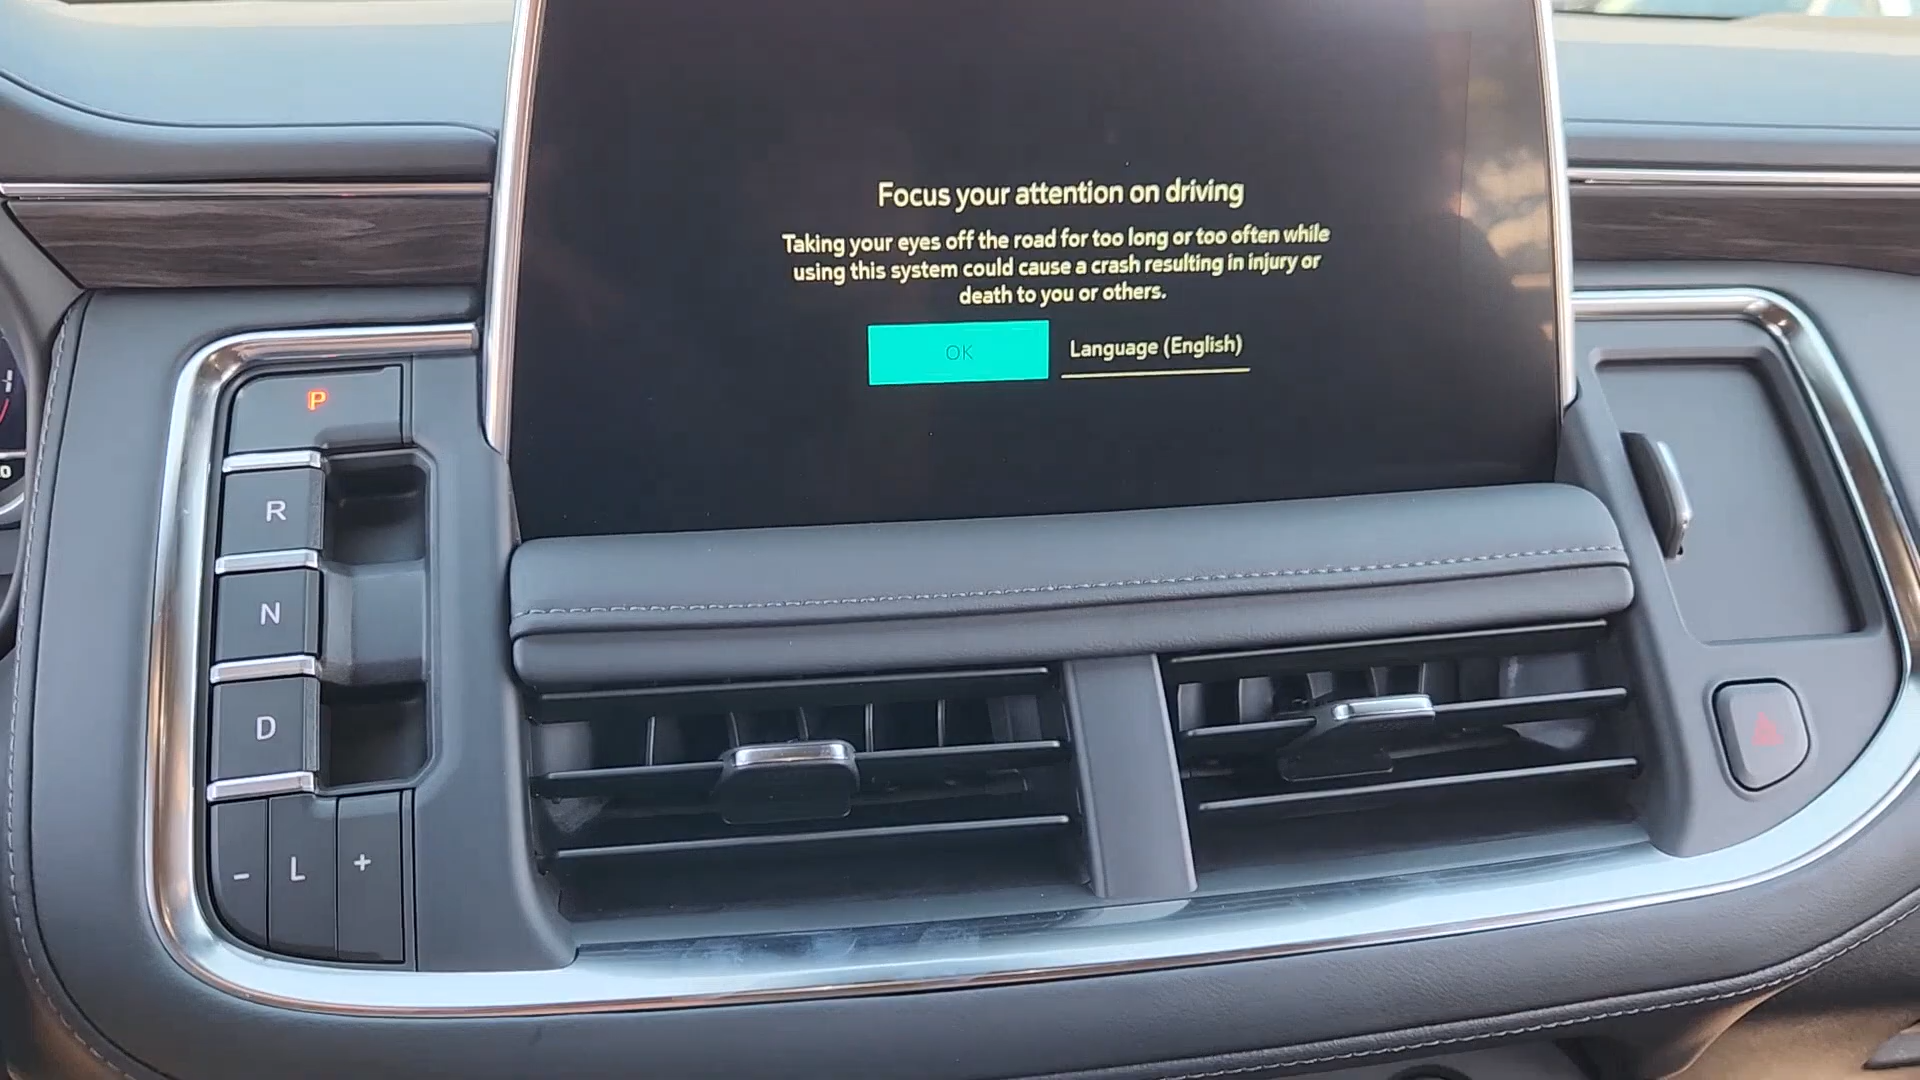 Focus your attention on driving
Taking your eyes off the road for too long or too often while
using this system could cause a crash resulting in injury or
death to you or others.
OK
Language (English)
P
R
N
D
- L +
0